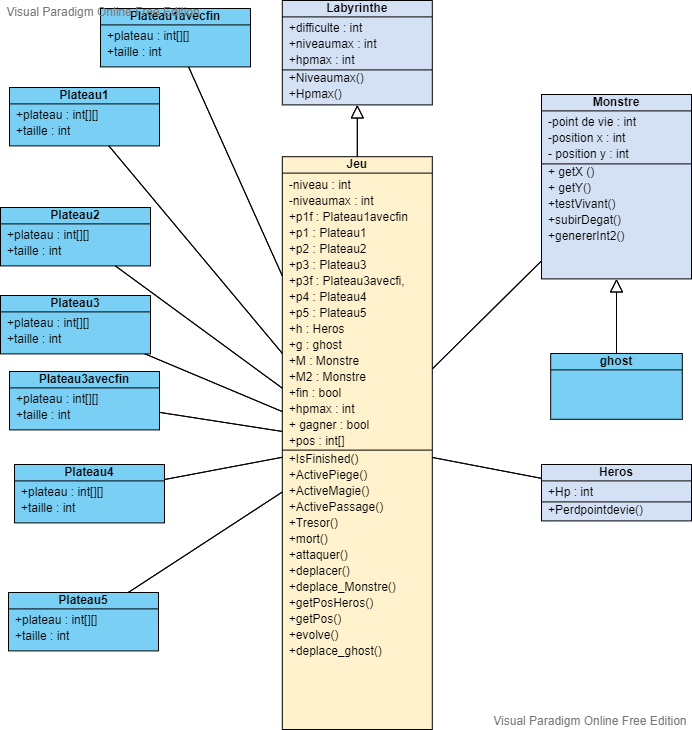 Visual Paradigm Online Free Edition
Plateau1avecfin
+plateau : int[][]
+taille : int
Plateau1
+plateau : int[][]
+taille : int
Plateau2
+plateau : int[][]
+taille : int
Plateau3
+plateau : int[][]
+taille : int
Plateau3avecfin
+plateau : int[][]
+taille : int
Plateau4
+plateau : int[][]
+taille : int
Plateau5
+plateau : int[][]
+taille : int
Labyrinthe
+difficulte : int
+niveaumax : int
+hpmax : int
+Niveaumax()
+Hpmax()
Jeu
-niveau : int
-niveaumax : int
+p1f : Plateau1avecfin
+p1 : Plateau1
+p2 : Plateau2
+p3 : Plateau3
+p3f : Plateau3avecfi,
+p4 : Plateau4
+p5 : Plateau5
+h : Heros
+g : ghost
+M : Monstre
+M2 : Monstre
+fin : bool
+hpmax : int
+ gagner : bool
+pos : int[]
+IsFinished()
+ActivePiege()
+ActiveMagie()
+ActivePassage()
+Tresor()
+mort()
+attaquer()
+deplacer()
+deplace_Monstre()
+getPosHeros()
+getPos()
+evolve()
+deplace_ghost()
Monstre
-point de vie : int
-position x : int
- position y : int
+ getX ()
+ getY()
+testVivant()
+subirDegat()
+genererInt2()
ghost
Heros
+Hp : int
+Perdpointdevie()
Visual Paradigm Online Free Edition